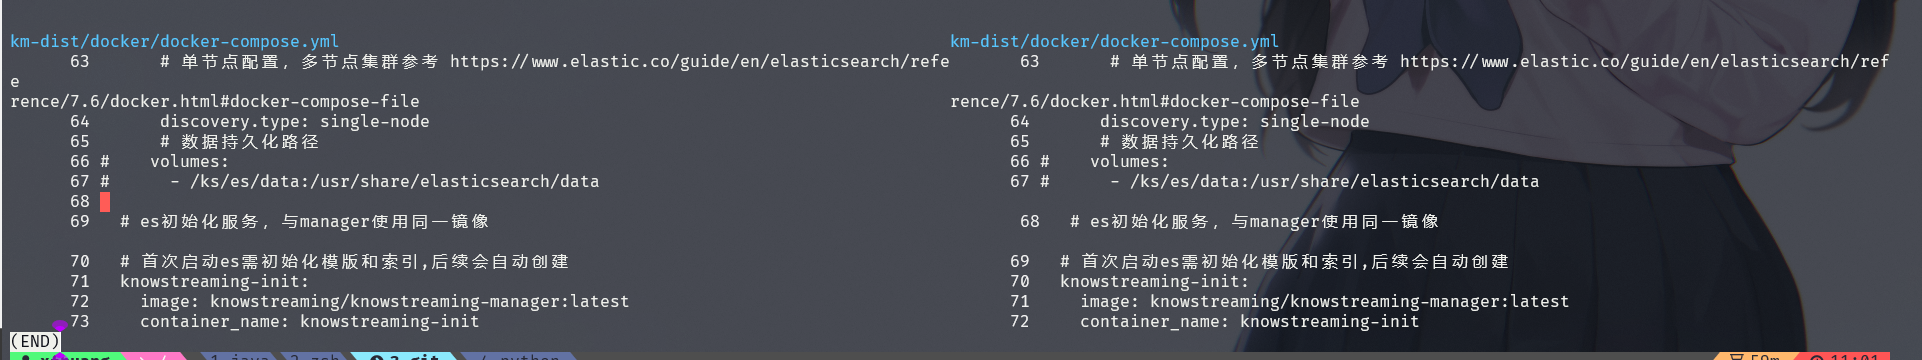 km-dist/docker/docker-compose.yml
63 # 单节点配置，多节点集群参考 https://www.elastic.co/guide/en/elasticsearch/refe
rence/7.6/docker.html#docker-compose-file
64 discovery.type: single-node
65 # 数据持久化路径
66 # volumes:
67 # - /ks/es/data:/usr/share/elasticsearch/data
68
69 # es初始化服务，与manager使用同一镜像
70 # 首次启动es需初始化模版和索引,后续会自动创建
71 knowstreaming-init:
72 image: knowstreaming/knowstreaming-manager:latest
73 container_name: knowstreaming-init
km-dist/docker/docker-compose.yml
63 # 单节点配置，多节点集群参考 https://www.elastic.co/guide/en/elasticsearch/ref
e
rence/7.6/docker.html#docker-compose-file
64 discovery.type: single-node
65 # 数据持久化路径
66 # volumes:
67 # - /ks/es/data:/usr/share/elasticsearch/data
68 # es初始化服务，与manager使用同一镜像
69 # 首次启动es需初始化模版和索引,后续会自动创建
70 knowstreaming-init:
71 image: knowstreaming/knowstreaming-manager:latest
72 container_name: knowstreaming-init
(END)